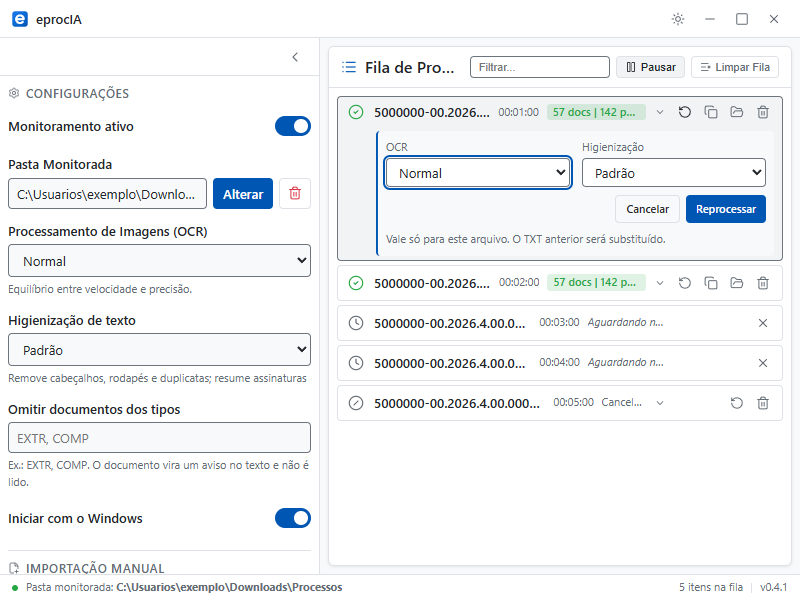 eprocIA
CONFIGURAÇÕES
Monitoramento ativo
Pasta Monitorada
C:\Usuarios\exemplo\Downlo...
Alterar
Processamento de Imagens (OCR)
Normal
Equilíbrio entre velocidade e precisão.
Higienização de texto
Padrão
Remove cabeçalhos, rodapés e duplicatas; resume assinaturas
Omitir documentos dos tipos
EXTR, COMP
Ex.: EXTR, COMP. O documento vira um aviso no texto e não é
lido.
Iniciar com o Windows
IMPORTAÇÃO MANUAL
Fila de Pro...
Filtrar...
Pausar
Limpar Fila
5000000-00.2026.... 00:01:00 57 docs | 142 p...
OCR Higienização
Normal Padrão
Cancelar Reprocessar
Vale só para este arquivo. O TXT anterior será substituído.
5000000-00.2026.... 00:02:00 57 docs | 142 p...
5000000-00.2026.4.00.0... 00:03:00 Aguardando n...
5000000-00.2026.4.00.0... 00:04:00 Aguardando n...
5000000-00.2026.4.00.000... 00:05:00 Cancel...
Pasta monitorada: C:\Usuarios\exemplo\Downloads\Processos
5 itens na fila
v0.4.1